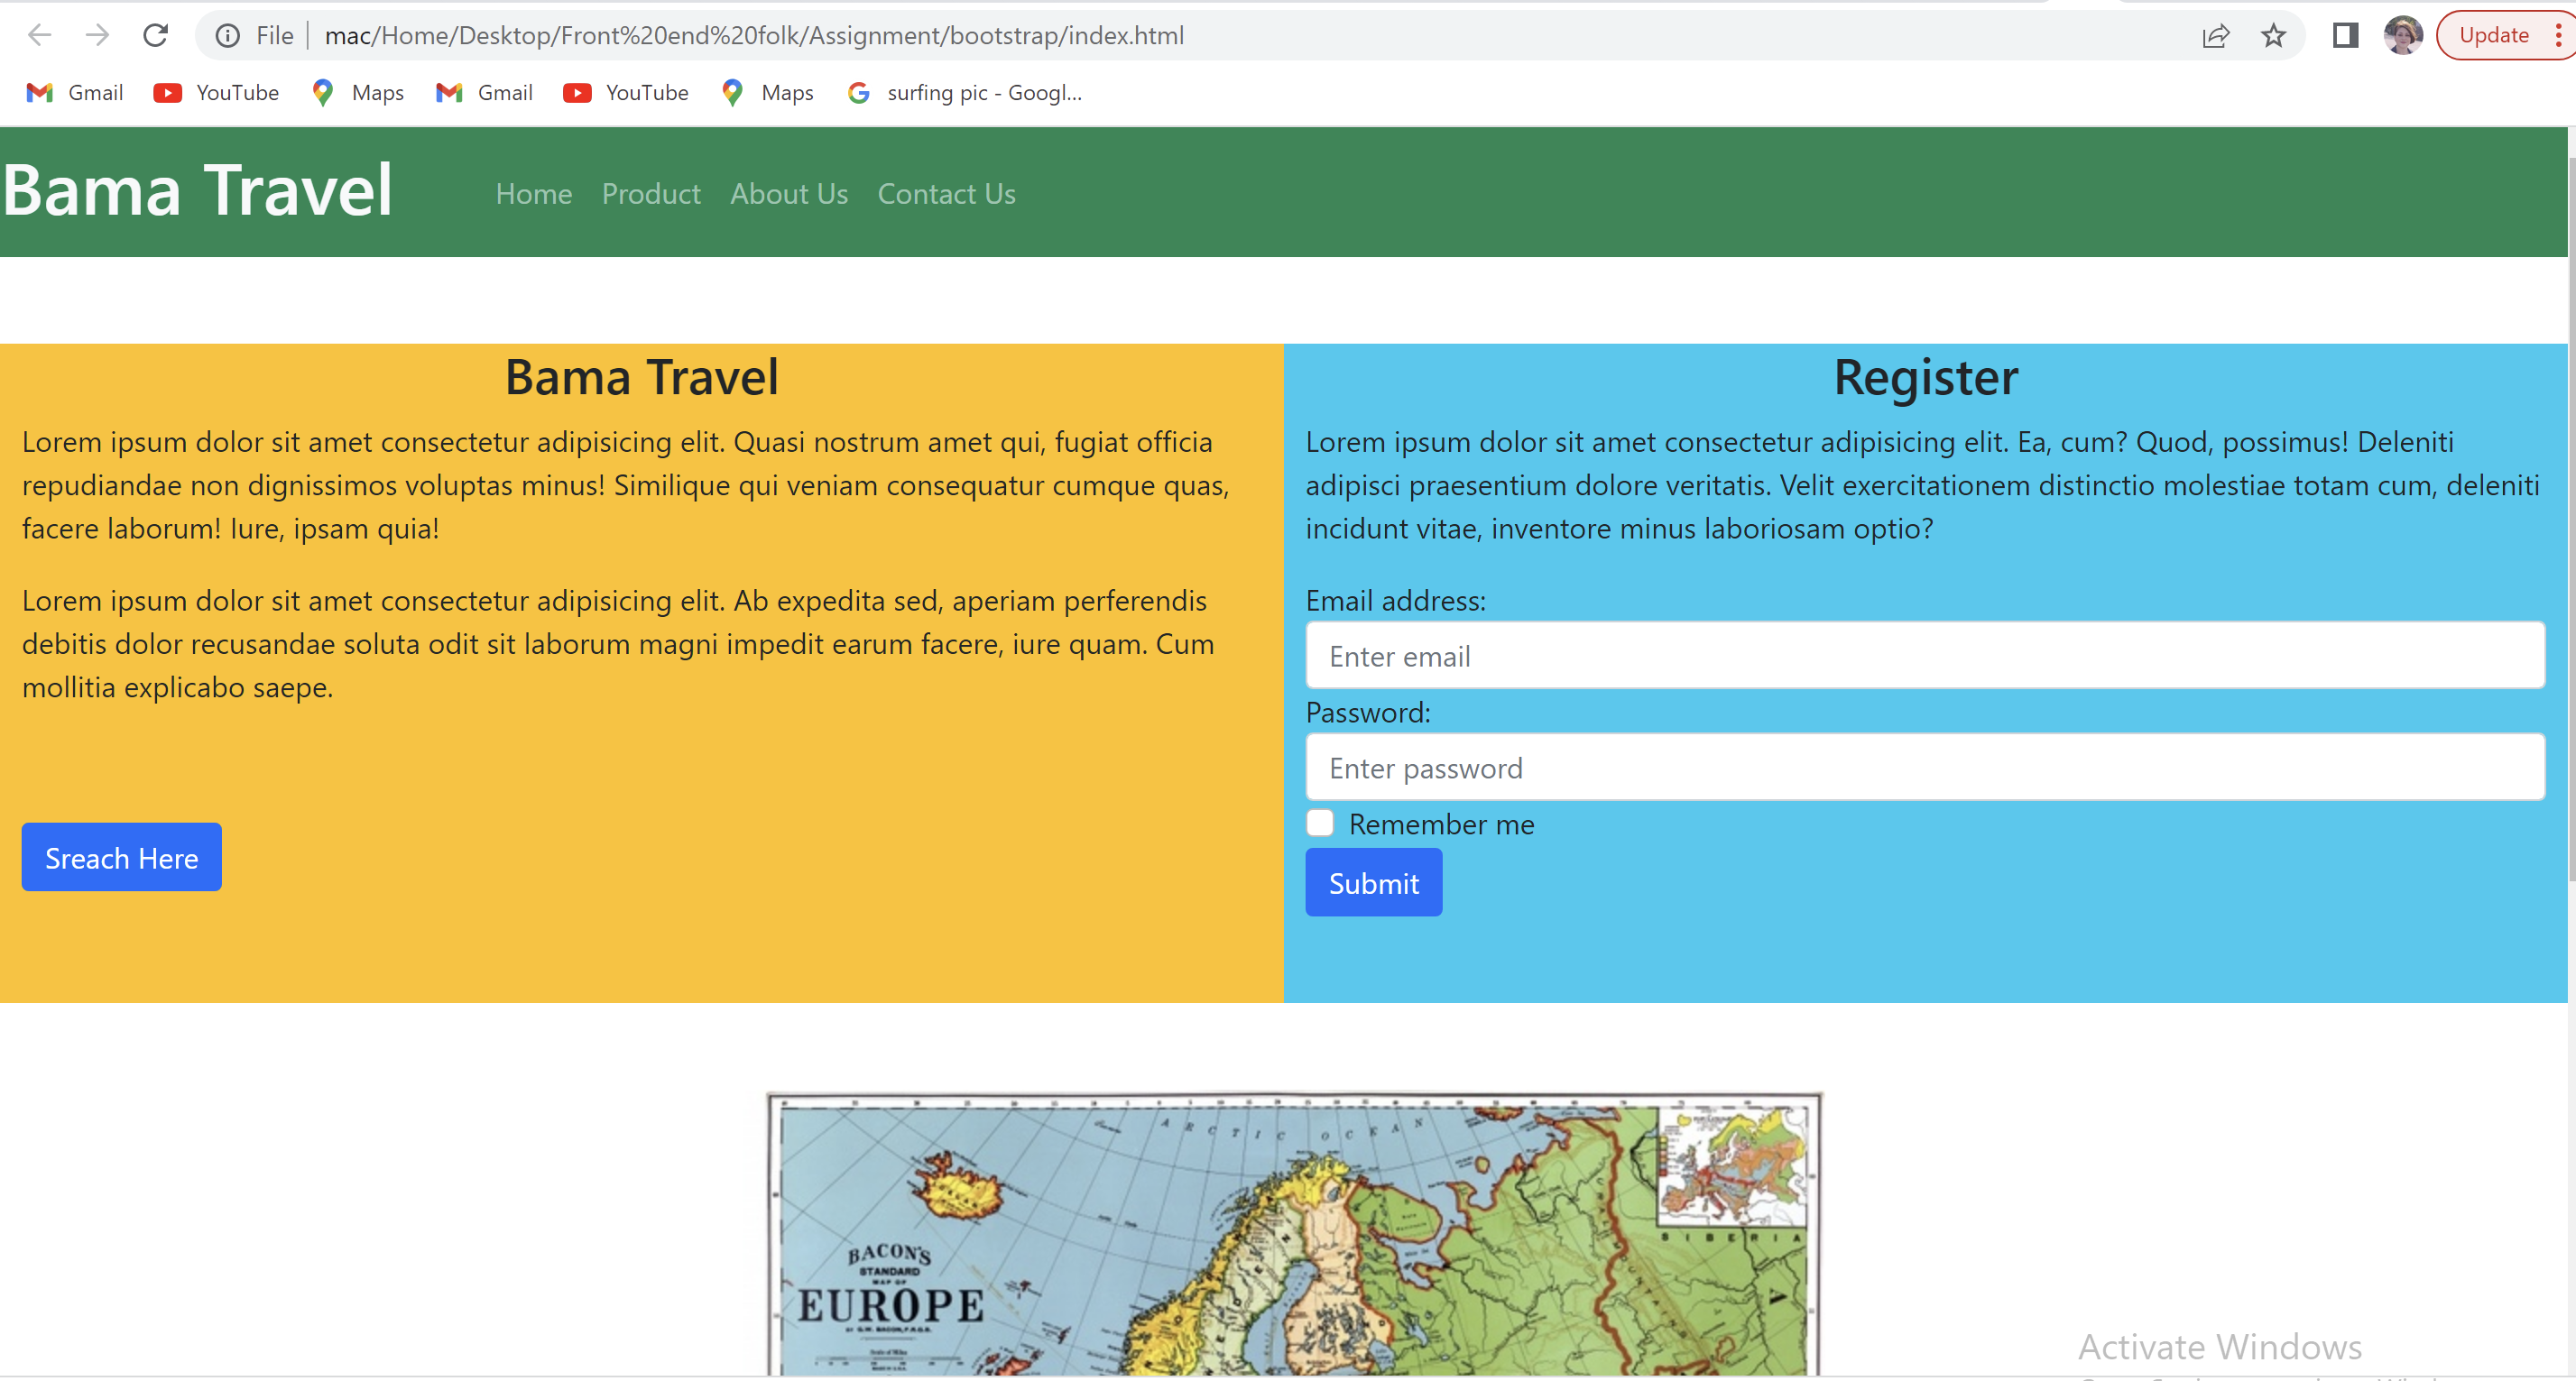 File mac/Home/Desktop/Front%20end%20folk/Assignment/bootstrap/index.html Update
Gmail YouTube Maps Gmail YouTube Maps surfing pic - Googl...
Bama Travel Home Product About Us Contact Us
Bama Travel
Lorem ipsum dolor sit amet consectetur adipisicing elit. Quasi nostrum amet qui, fugiat officia
repudiandae non dignissimos voluptas minus! Similique qui veniam consequatur cumque quas,
facere laborum! Iure, ipsam quia!
Lorem ipsum dolor sit amet consectetur adipisicing elit. Ab expedita sed, aperiam perferendis
debitis dolor recusandae soluta odit sit laborum magni impedit earum facere, iure quam. Cum
mollitia explicabo saepe.
Sreach Here
Register
Lorem ipsum dolor sit amet consectetur adipisicing elit. Ea, cum? Quod, possimus! Deleniti
adipisci praesentium dolore veritatis. Velit exercitationem distinctio molestiae totam cum, deleniti
incidunt vitae, inventore minus laboriosam optio?
Email address:
Enter email
Password:
Enter password
Remember me
Submit
ARCTIC OCEAN
SIBERIA
BACON'S
STANDARD
MAP OF
EUROPE
Activate Windows